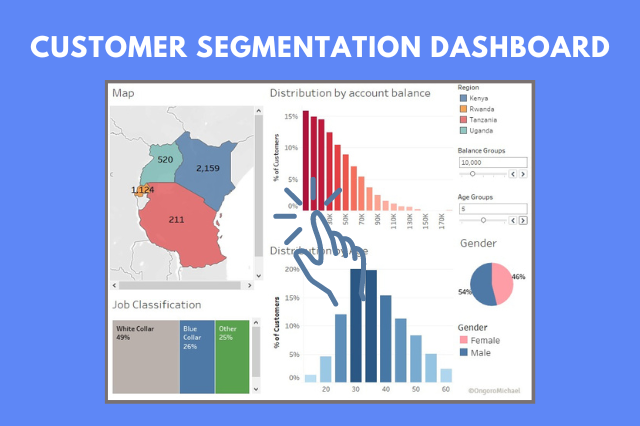 CUSTOMER SEGMENTATION DASHBOARD
Map
520
2,159
1,124
211
Job Classification
White Collar
49%
Blue
Collar
26%
Other
25%
Distribution by account balance
% of Customers
15%
10%
5%
0%
30K
50K
70K
90K
110K
130K
150K
170K
Distribution by Age
% of Customers
20%
15%
10%
5%
0%
20
30
40
50
60
Region
Kenya
Rwanda
Tanzania
Uganda
Balance Groups
10,000
Age Groups
5
Gender
46%
54%
Gender
Female
Male
©OngeroMichael